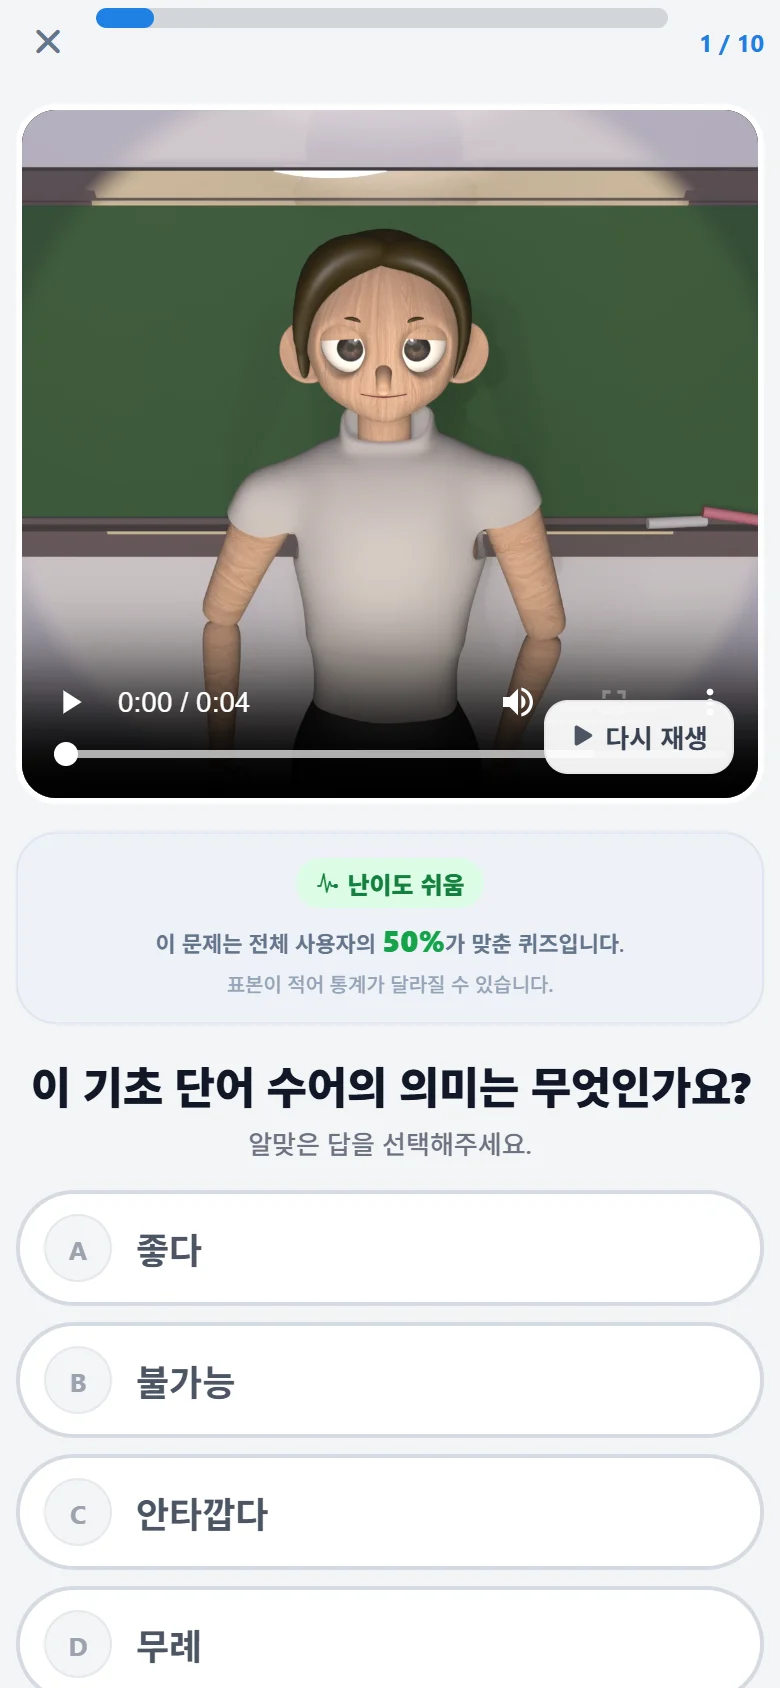 1 / 10
0:00 / 0:04
다시 재생
난이도 쉬움
이 문제는 전체 사용자의 50%가 맞춘 퀴즈입니다.
표본이 적어 통계가 달라질 수 있습니다.
이 기초 단어 수어의 의미는 무엇인가요?
알맞은 답을 선택해주세요.
A 좋다
B 불가능
C 안타깝다
D 무례